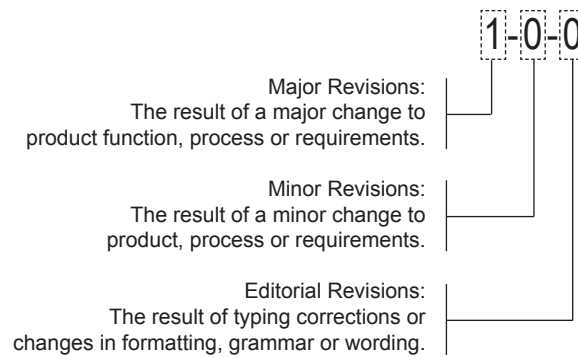 1-0-0
Major Revisions:
The result of a major change to
product function, process or requirements.
Minor Revisions:
The result of a minor change to
product, process or requirements.
Editorial Revisions:
The result of typing corrections or
changes in formatting, grammar or wording.